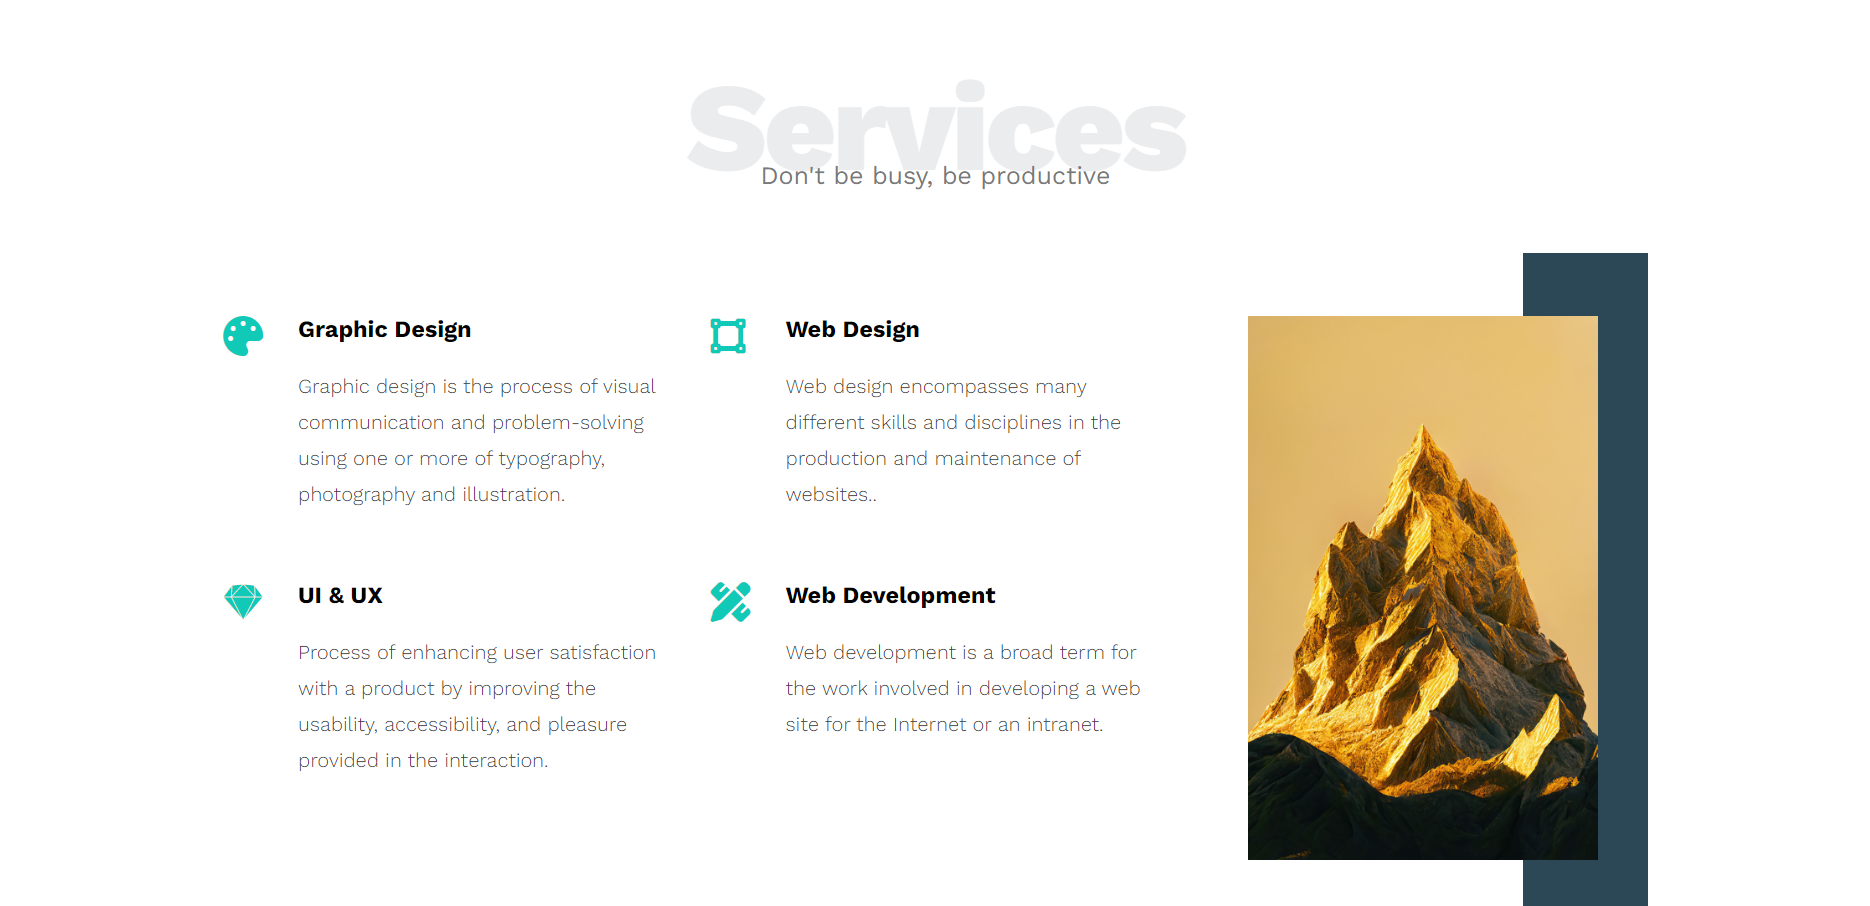 Services
Don't be busy, be productive
Graphic Design
Graphic design is the process of visual
communication and problem-solving
using one or more of typography,
photography and illustration.
Web Design
Web design encompasses many
different skills and disciplines in the
production and maintenance of
websites..
UI & UX
Process of enhancing user satisfaction
with a product by improving the
usability, accessibility, and pleasure
provided in the interaction.
Web Development
Web development is a broad term for
the work involved in developing a web
site for the Internet or an intranet.